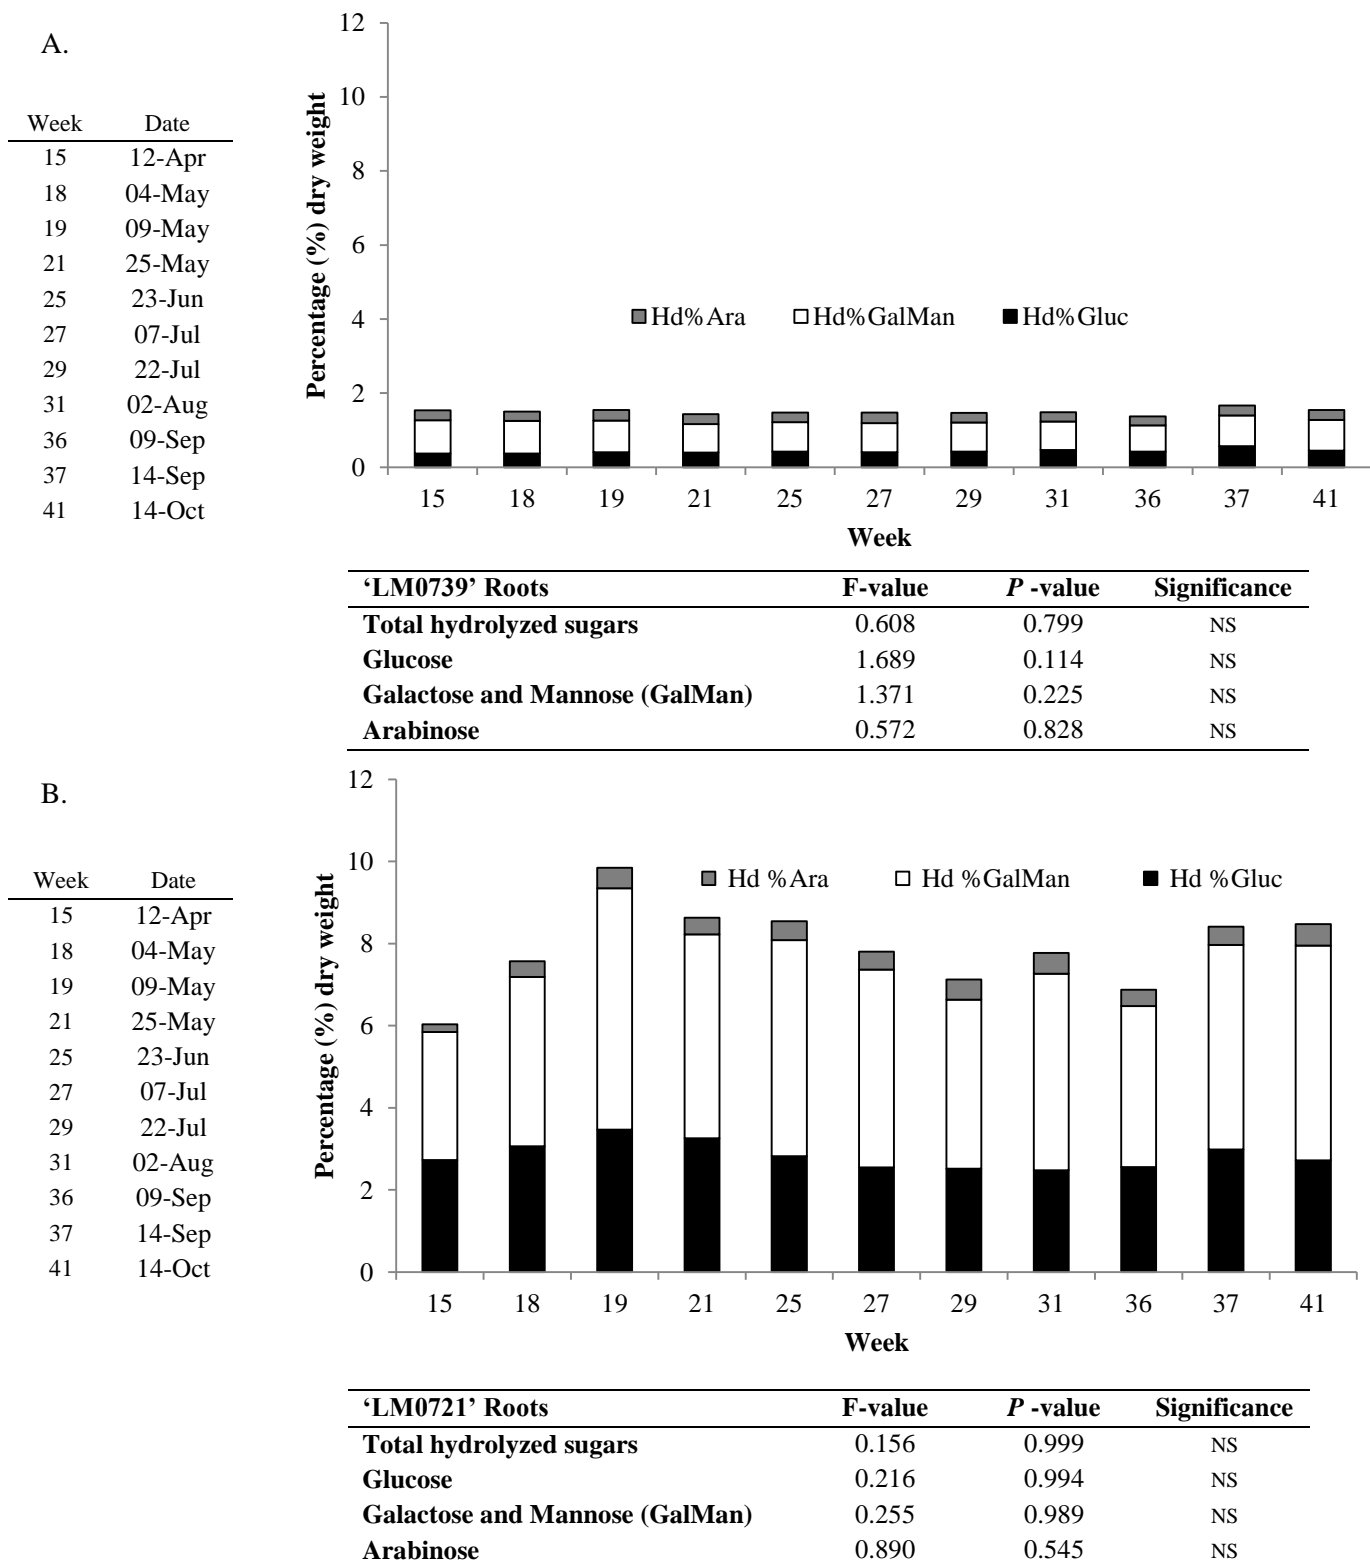 A.
Week Date
15 12-Apr
18 04-May
19 09-May
21 25-May
25 23-Jun
27 07-Jul
29 22-Jul
31 02-Aug
36 09-Sep
37 14-Sep
41 14-Oct
Percentage (%) dry weight
12
10
8
6
4
2
0
Hd%Ara Hd%GalMan Hd%Gluc
15 18 19 21 25 27 29 31 36 37 41
Week
‘LM0739’ Roots F-value P -value Significance
Total hydrolyzed sugars 0.608 0.799 NS
Glucose 1.689 0.114 NS
Galactose and Mannose (GalMan) 1.371 0.225 NS
Arabinose 0.572 0.828 NS
B.
Week Date
15 12-Apr
18 04-May
19 09-May
21 25-May
25 23-Jun
27 07-Jul
29 22-Jul
31 02-Aug
36 09-Sep
37 14-Sep
41 14-Oct
Percentage (%) dry weight
12
10
8
6
4
2
0
Hd %Ara Hd %GalMan Hd %Gluc
15 18 19 21 25 27 29 31 36 37 41
Week
‘LM0721’ Roots F-value P -value Significance
Total hydrolyzed sugars 0.156 0.999 NS
Glucose 0.216 0.994 NS
Galactose and Mannose (GalMan) 0.255 0.989 NS
Arabinose 0.890 0.545 NS